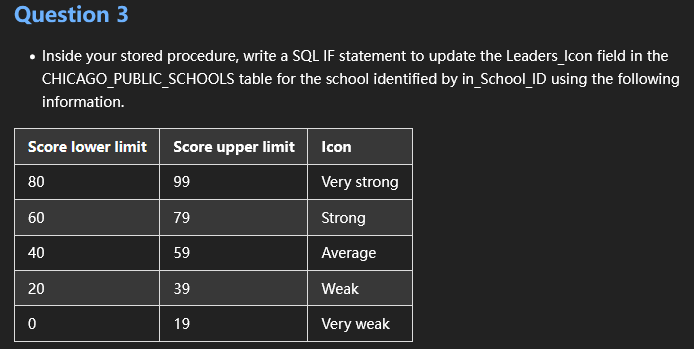 Question 3
• Inside your stored procedure, write a SQL IF statement to update the Leaders_Icon field in the
CHICAGO_PUBLIC_SCHOOLS table for the school identified by in_School_ID using the following
information.
Score lower limit Score upper limit Icon
80 99 Very strong
60 79 Strong
40 59 Average
20 39 Weak
0 19 Very weak